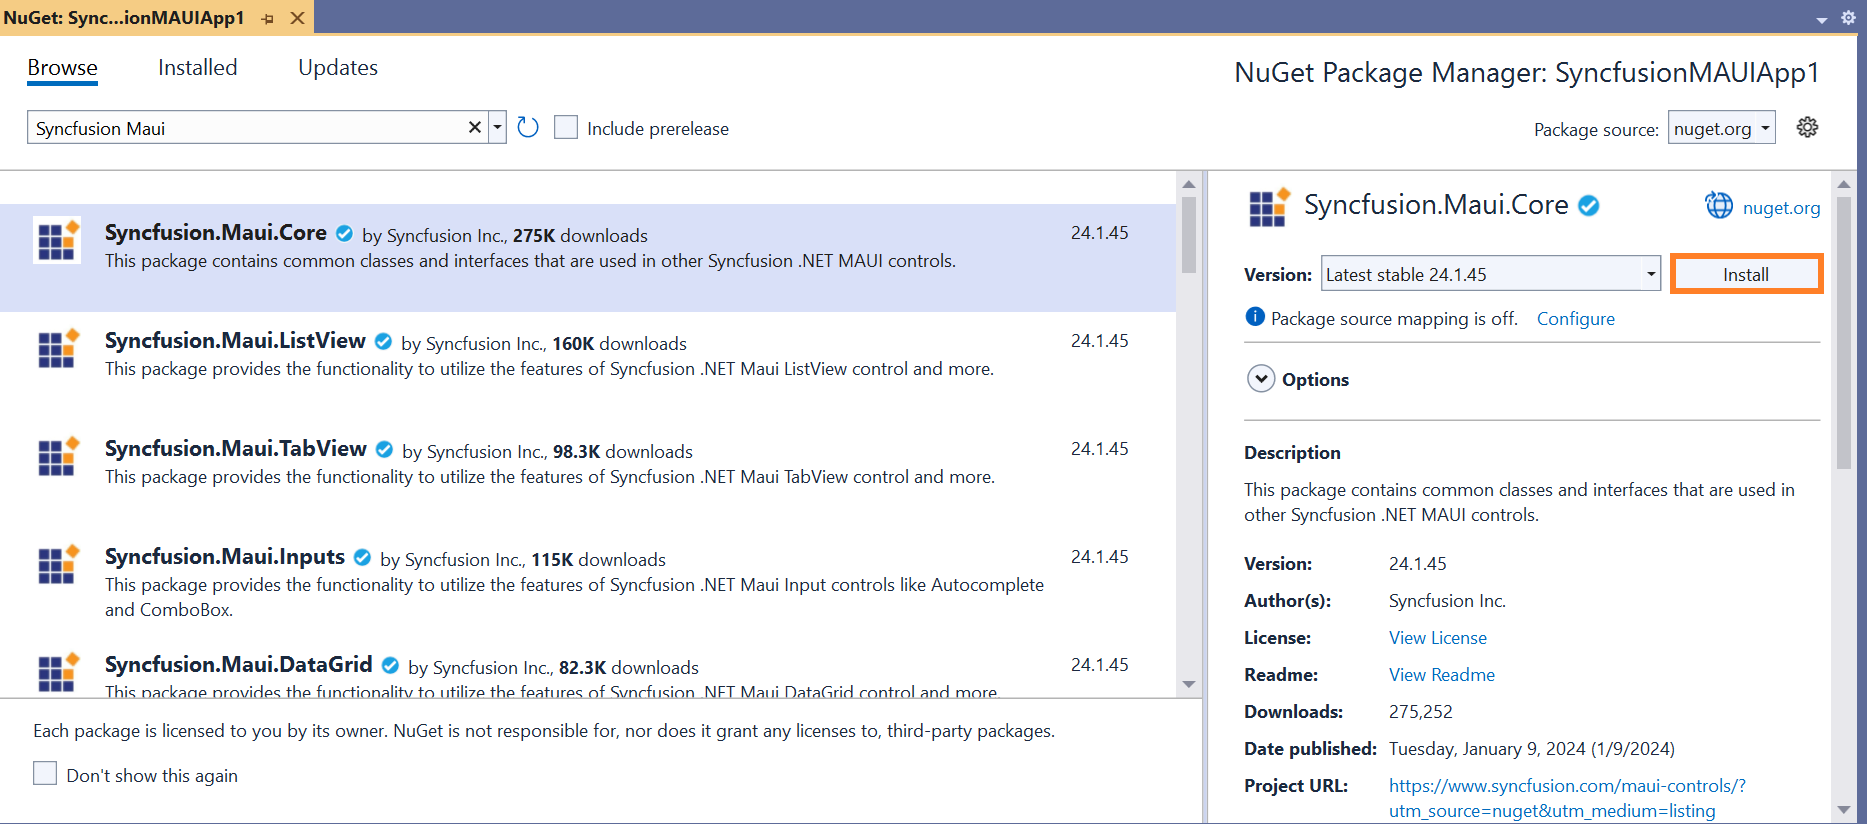 NuGet: Sync...ionMAUIApp1
Browse
Installed
Updates
NuGet Package Manager: SyncfusionMAUIApp1
Syncfusion Maui
Include prerelease
Package source:
nuget.org
Syncfusion.Maui.Core by Syncfusion Inc., 275K downloads
24.1.45
This package contains common classes and interfaces that are used in other Syncfusion .NET MAUI controls.
Syncfusion.Maui.ListView by Syncfusion Inc., 160K downloads
24.1.45
This package provides the functionality to utilize the features of Syncfusion .NET Maui ListView control and more.
Syncfusion.Maui.TabView by Syncfusion Inc., 98.3K downloads
24.1.45
This package provides the functionality to utilize the features of Syncfusion .NET Maui TabView control and more.
Syncfusion.Maui.Inputs by Syncfusion Inc., 115K downloads
24.1.45
This package provides the functionality to utilize the features of Syncfusion .NET Maui Input controls like Autocomplete
and ComboBox.
Syncfusion.Maui.DataGrid by Syncfusion Inc., 82.3K downloads
24.1.45
This package provides the functionality to utilize the features of Syncfusion .NET Maui DataGrid control and more.
Each package is licensed to you by its owner. NuGet is not responsible for, nor does it grant any licenses to, third-party packages.
Don't show this again
Syncfusion.Maui.Core
nuget.org
Version:
Latest stable 24.1.45
Install
Package source mapping is off. Configure
Options
Description
This package contains common classes and interfaces that are used in
other Syncfusion .NET MAUI controls.
Version: 24.1.45
Author(s): Syncfusion Inc.
License: View License
Readme: View Readme
Downloads: 275,252
Date published: Tuesday, January 9, 2024 (1/9/2024)
Project URL: https://www.syncfusion.com/maui-controls/?
utm_source=nuget&utm_medium=listing